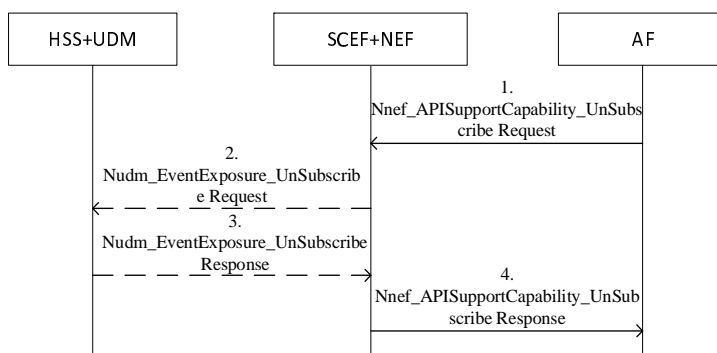 HSS+UDM
SCEF+NEF
AF
1.
Nnef_APISupportCapability_UnSubs
cribe Request
2.
Nudm_EventExposure_UnSubscrib
e Request
3.
Nudm_EventExposure_UnSubscribe
Response
4.
Nnef_APISupportCapability_UnSub
scribe Response